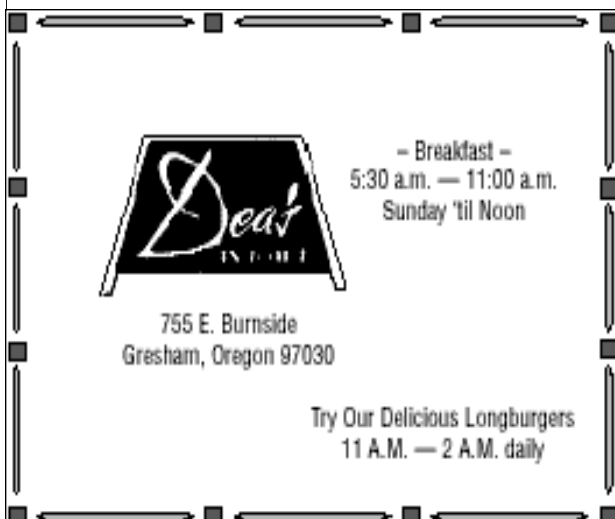 Dea's
– Breakfast –
5:30 a.m. — 11:00 a.m.
Sunday 'til Noon
755 E. Burnside
Gresham, Oregon 97030
Try Our Delicious Longburgers
11 A.M. — 2 A.M. daily